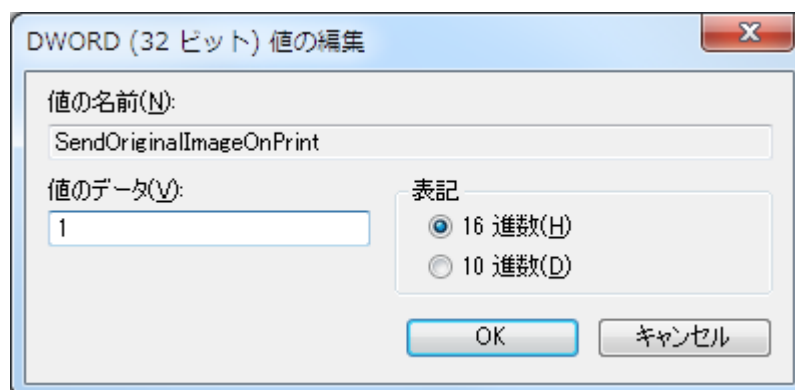 DWORD (32 ビット) 値の編集
値の名前(N):
SendOriginalImageOnPrint
値のデータ(V):
1
表記
16 進数(H)
10 進数(D)
OK
キャンセル